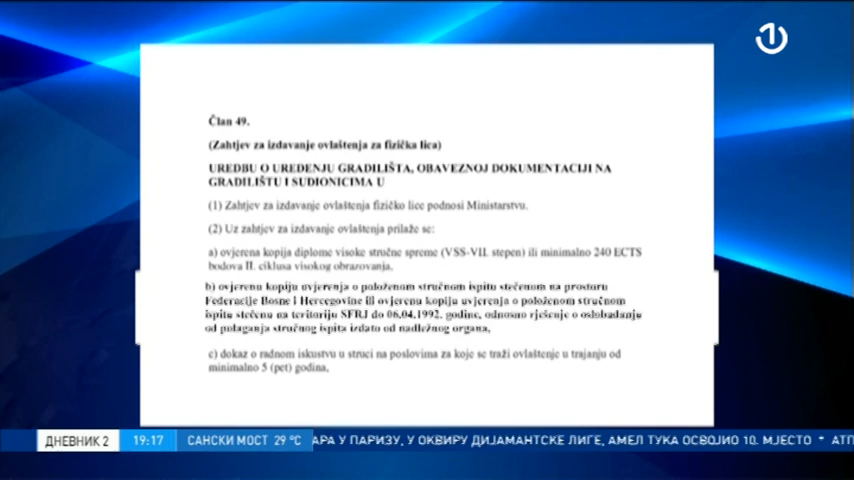 Član 49.
(Zahtjev za izdavanje ovlaštenja za fizička lica)
UREDBU O UREĐENJU GRADILIŠTA, OBAVEZNOJ DOKUMENTACIJI NA
GRADILIŠTU I SUDIONICIMA U
(1) Zahtjev za izdavanje ovlaštenja fizičko lice podnosi Ministarstvu.
(2) Uz zahtjev za izdavanje ovlaštenja prilaže se:
a) ovjerena kopija diplome visoke stručne spreme (VSS-VII. stepen) ili minimalno 240 ECTS
bodova II. ciklusa visokog obrazovanja,
b) ovjerenu kopiju uvjerenja o položenom stručnom ispitu stečenom na prostoru
Federacije Bosne i Hercegovine ili ovjerenu kopiju uvjerenja o položenom stručnom
ispitu stečenu na teritoriju SFRJ do 06.04.1992. godine, odnosno rješenje o oslobađanju
od polaganja stručnog ispita izdato od nadležnog organa,
c) dokaz o radnom iskustvu u struci na poslovima za koje se traži ovlaštenje u trajanju od
minimalno 5 (pet) godina,
ДНЕВНИК 2 19:17 САНСКИ МОСТ 29 °C АРА У ПАРИЗУ, У ОКВИРУ ДИЈАМАНТСКЕ ЛИГЕ, АМЕЛ ТУКА ОСВОЈИО 10. МЈЕСТО * АТП